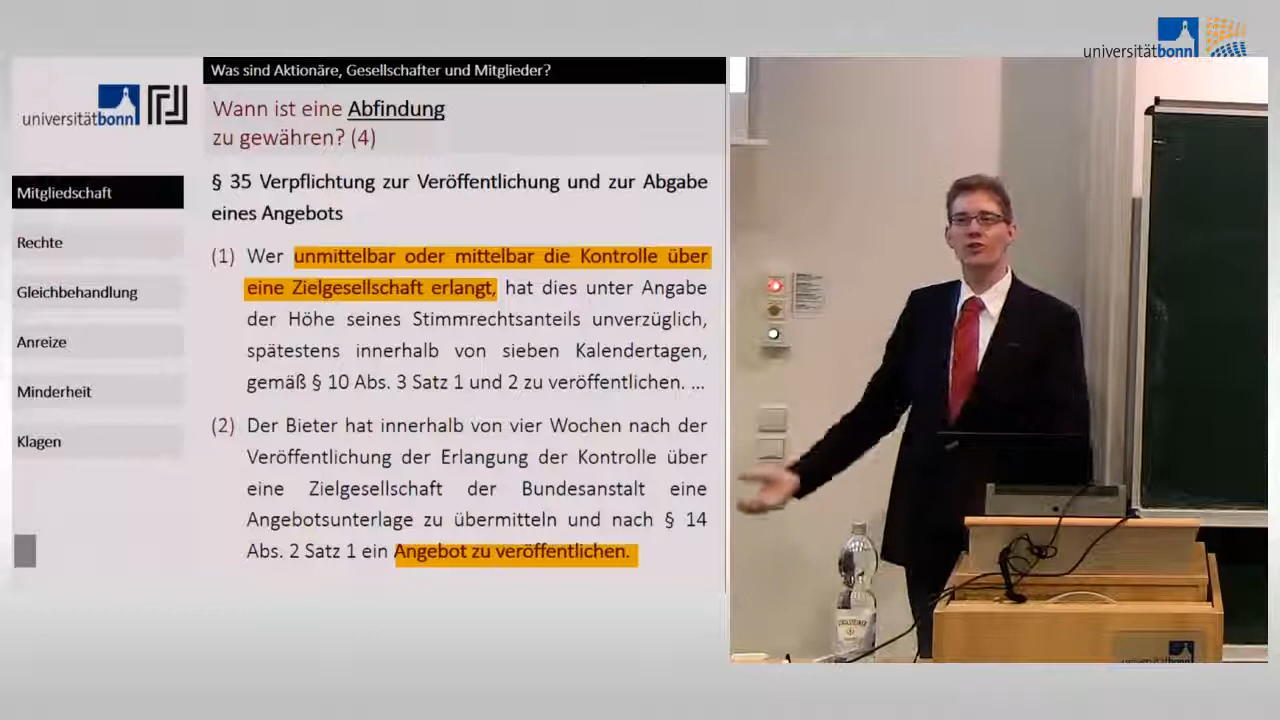 universitätbonn
Was sind Aktionäre, Gesellschafter und Mitglieder?
universitätbonn
Wann ist eine Abfindung
zu gewähren? (4)
Mitgliedschaft
Rechte
Gleichbehandlung
Anreize
Minderheit
Klagen
§ 35 Verpflichtung zur Veröffentlichung und zur Abgabe
eines Angebots
(1) Wer unmittelbar oder mittelbar die Kontrolle über
eine Zielgesellschaft erlangt, hat dies unter Angabe
der Höhe seines Stimmrechtsanteils unverzüglich,
spätestens innerhalb von sieben Kalendertagen,
gemäß § 10 Abs. 3 Satz 1 und 2 zu veröffentlichen. ...
(2) Der Bieter hat innerhalb von vier Wochen nach der
Veröffentlichung der Erlangung der Kontrolle über
eine Zielgesellschaft der Bundesanstalt eine
Angebotsunterlage zu übermitteln und nach § 14
Abs. 2 Satz 1 ein Angebot zu veröffentlichen.
universitätbonn